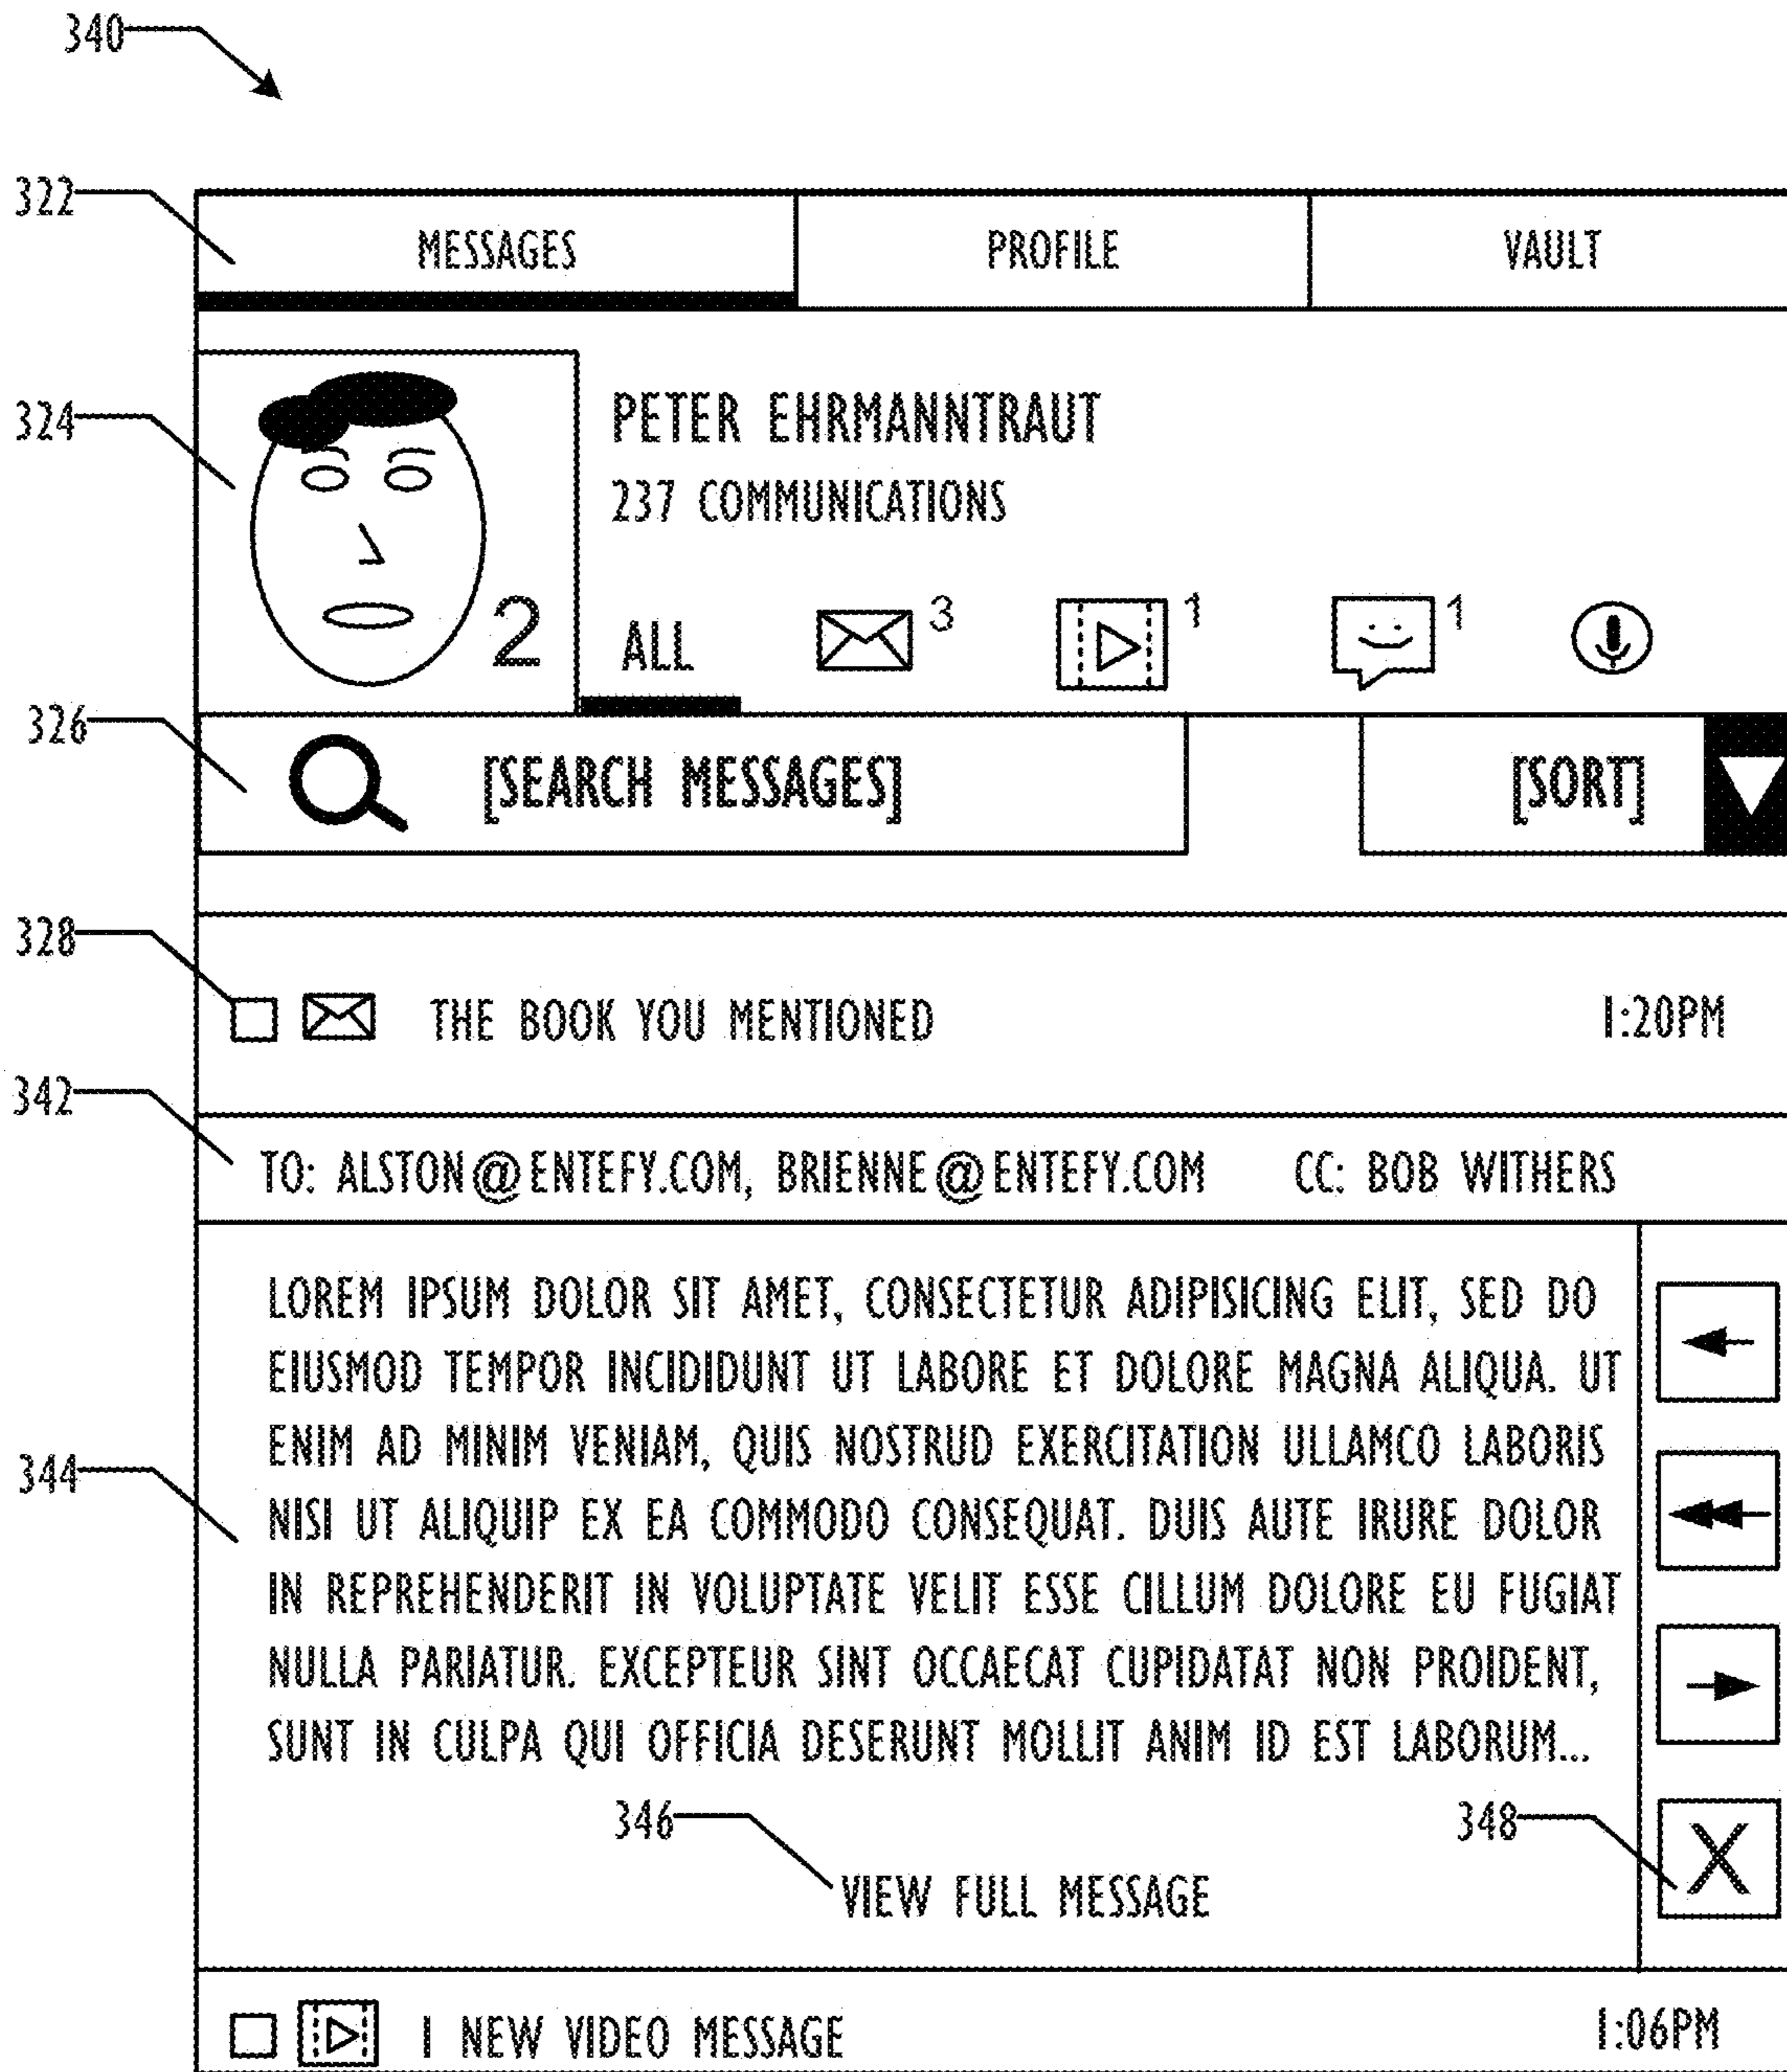 340
322
MESSAGES PROFILE VAULT
324
PETER EHRMANNTRAUT
237 COMMUNICATIONS
2 ALL 3 1 1
326
[SEARCH MESSAGES] [SORT]
328
THE BOOK YOU MENTIONED 1:20PM
342
TO: ALSTON@ENTEFY.COM, BRIENNE@ENTEFY.COM CC: BOB WITHERS
LOREM IPSUM DOLOR SIT AMET, CONSECTETUR ADIPISICING ELIT, SED DO
EIUSMOD TEMPOR INCIDIDUNT UT LABORE ET DOLORE MAGNA ALIQUA. UT
ENIM AD MINIM VENIAM, QUIS NOSTRUD EXERCITATION ULLAMCO LABORIS
344
NISI UT ALIQUIP EX EA COMMODO CONSEQUAT. DUIS AUTE IRURE DOLOR
IN REPREHENDERIT IN VOLUPTATE VELIT ESSE CILLUM DOLORE EU FUGIAT
NULLA PARIATUR. EXCEPTEUR SINT OCCAECAT CUPIDATAT NON PROIDENT,
SUNT IN CULPA QUI OFFICIA DESERUNT MOLLIT ANIM ID EST LABORUM...
346 348
VIEW FULL MESSAGE X
1 NEW VIDEO MESSAGE 1:06PM